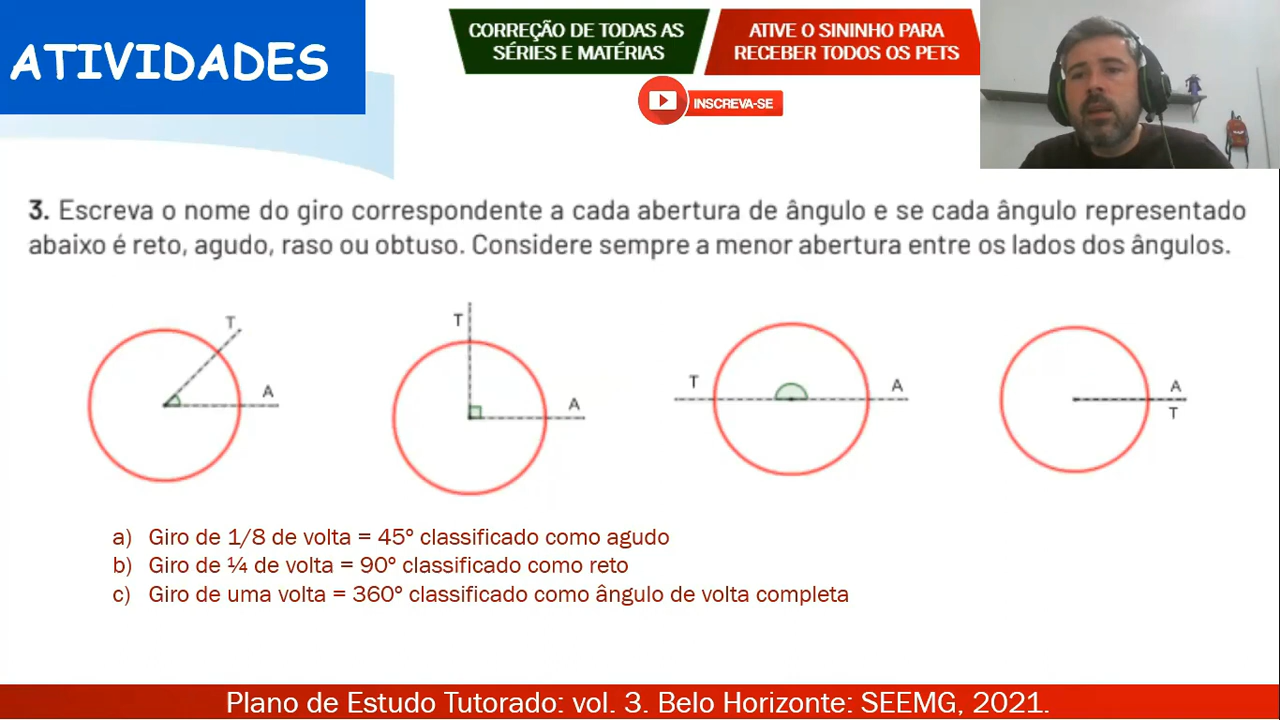 ATIVIDADES
CORREÇÃO DE TODAS AS
SÉRIES E MATÉRIAS
ATIVE O SININHO PARA
RECEBER TODOS OS PETS
INSCREVA-SE
3. Escreva o nome do giro correspondente a cada abertura de ângulo e se cada ângulo representado
abaixo é reto, agudo, raso ou obtuso. Considere sempre a menor abertura entre os lados dos ângulos.
T
A
T
A
T
A
A
T
a) Giro de 1/8 de volta = 45º classificado como agudo
b) Giro de ¼ de volta = 90º classificado como reto
c) Giro de uma volta = 360º classificado como ângulo de volta completa
Plano de Estudo Tutorado: vol. 3. Belo Horizonte: SEEMG, 2021.